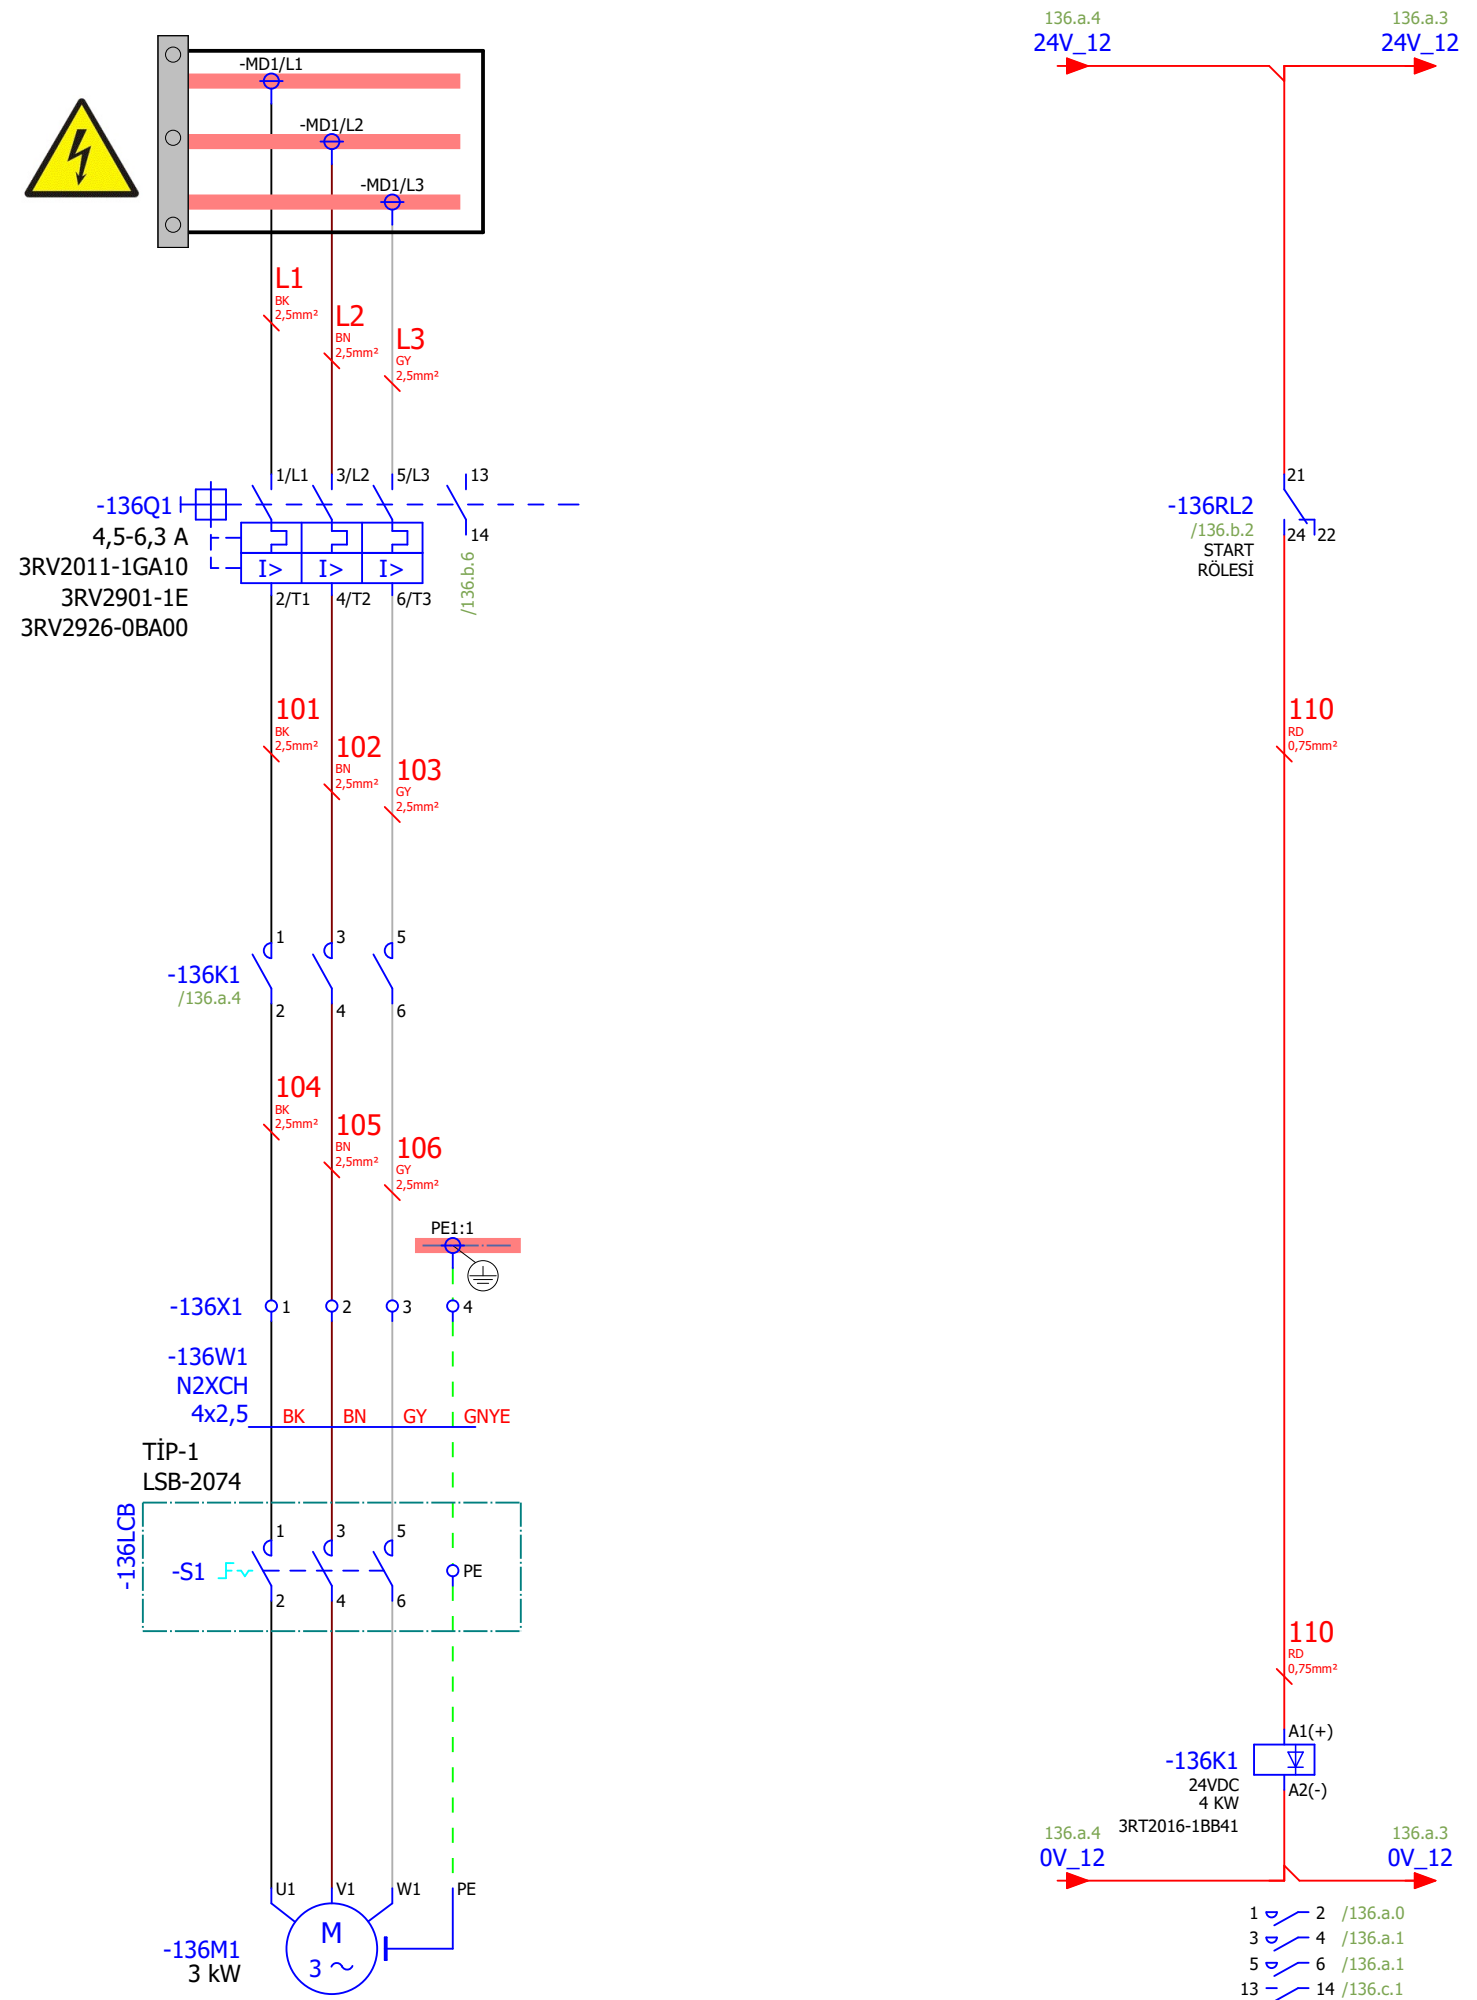 136.a.4
24V_12
136.a.3
24V_12
-MD1/L1
-MD1/L2
-MD1/L3
L1
BK
2,5mm²
L2
BN
2,5mm²
L3
GY
2,5mm²
-136Q1
4,5-6,3 A
3RV2011-1GA10
3RV2901-1E
3RV2926-0BA00
1/L1
3/L2
5/L3
13
14
I>
I>
I>
2/T1
4/T2
6/T3
/136.b.6
21
-136RL2
/136.b.2
START
RÖLESİ
24
22
101
BK
2,5mm²
102
BN
2,5mm²
103
GY
2,5mm²
110
RD
0,75mm²
-136K1
/136.a.4
1
3
5
2
4
6
104
BK
2,5mm²
105
BN
2,5mm²
106
GY
2,5mm²
PE1:1
-136X1
1
2
3
4
-136W1
N2XCH
4x2,5
BK
BN
GY
GNYE
TİP-1
LSB-2074
-136LCB
-S1
1
3
5
PE
2
4
6
110
RD
0,75mm²
A1(+)
-136K1
24VDC
4 KW
3RT2016-1BB41
A2(-)
136.a.4
0V_12
136.a.3
0V_12
U1
V1
W1
PE
-136M1
3 kW
M
3 ~
1 2 /136.a.0
3 4 /136.a.1
5 6 /136.a.1
13 14 /136.c.1